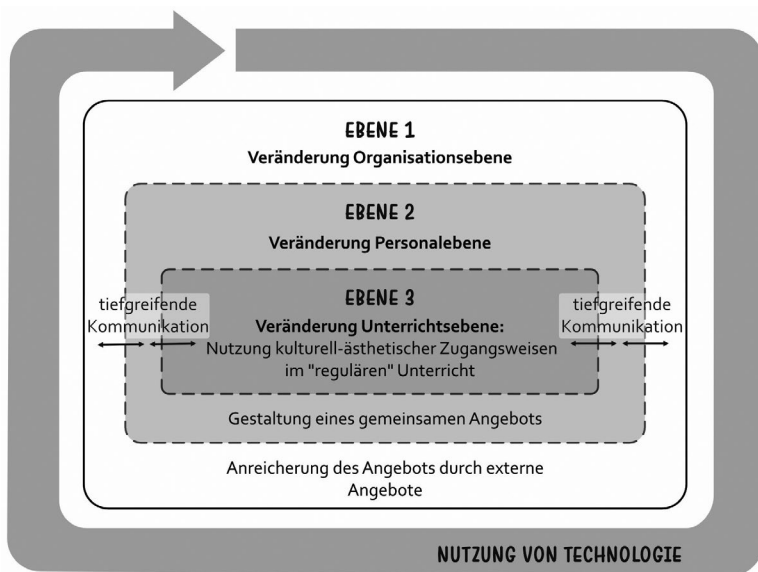 EBENE 1
Veränderung Organisationsebene
EBENE 2
Veränderung Personalebene
EBENE 3
Veränderung Unterrichtsebene:
Nutzung kulturell-ästhetischer Zugangsweisen
im "regulären" Unterricht
tiefgreifende
Kommunikation
tiefgreifende
Kommunikation
Gestaltung eines gemeinsamen Angebots
Anreicherung des Angebots durch externe
Angebote
NUTZUNG VON TECHNOLOGIE